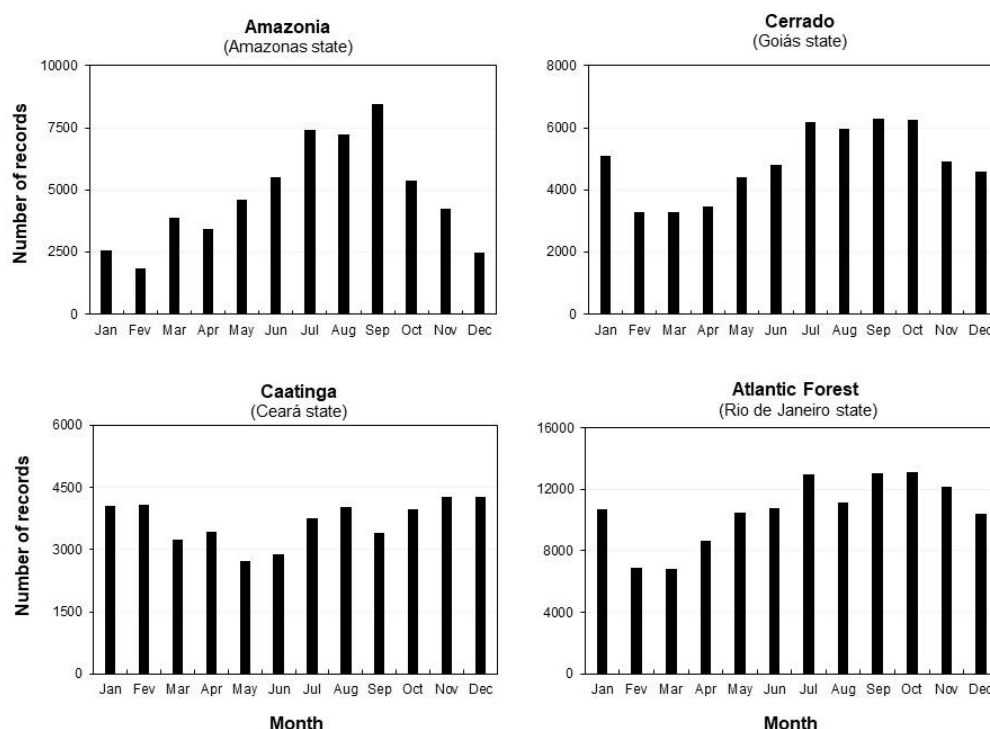 Amazonia
(Amazonas state)
Number of records
10000
7500
5000
2500
0
Jan Fev Mar Apr May Jun Jul Aug Sep Oct Nov Dec
Cerrado
(Goiás state)
8000
6000
4000
2000
0
Jan Fev Mar Apr May Jun Jul Aug Sep Oct Nov Dec
Caatinga
(Ceará state)
Number of records
6000
4500
3000
1500
0
Jan Fev Mar Apr May Jun Jul Aug Sep Oct Nov Dec
Month
Atlantic Forest
(Rio de Janeiro state)
16000
12000
8000
4000
0
Jan Fev Mar Apr May Jun Jul Aug Sep Oct Nov Dec
Month